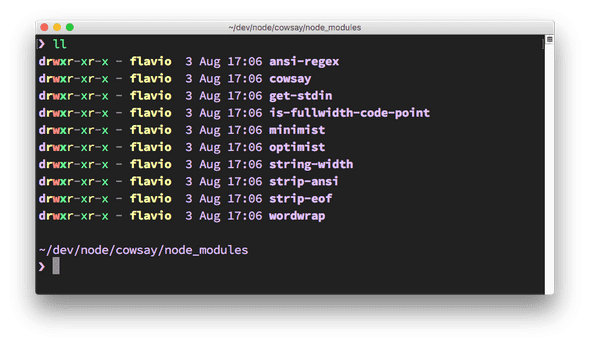 ~/dev/node/cowsay/node_modules
❯ ll
drwxr-xr-x - flavio 3 Aug 17:06 ansi-regex
drwxr-xr-x - flavio 3 Aug 17:06 cowsay
drwxr-xr-x - flavio 3 Aug 17:06 get-stdin
drwxr-xr-x - flavio 3 Aug 17:06 is-fullwidth-code-point
drwxr-xr-x - flavio 3 Aug 17:06 minimist
drwxr-xr-x - flavio 3 Aug 17:06 optimist
drwxr-xr-x - flavio 3 Aug 17:06 string-width
drwxr-xr-x - flavio 3 Aug 17:06 strip-ansi
drwxr-xr-x - flavio 3 Aug 17:06 strip-eof
drwxr-xr-x - flavio 3 Aug 17:06 wordwrap
~/dev/node/cowsay/node_modules
❯